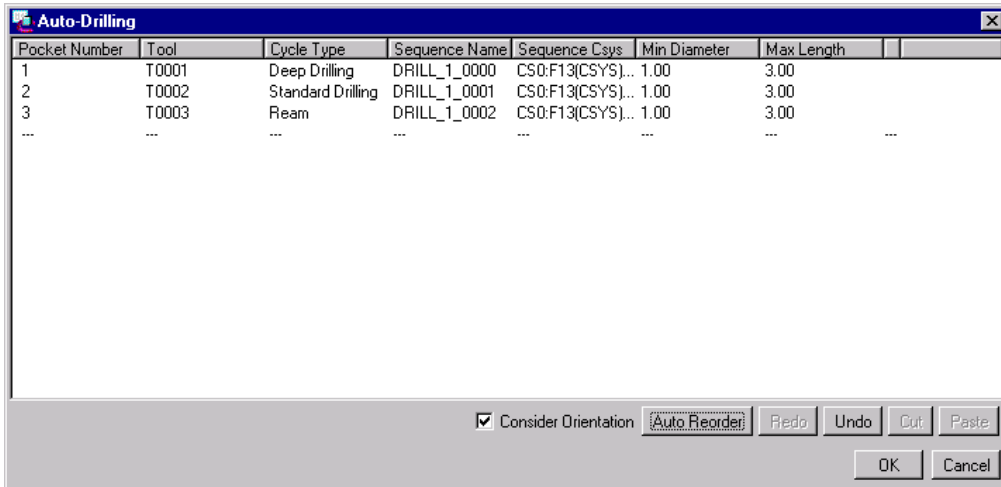 Auto-Drilling
Pocket Number Tool Cycle Type Sequence Name Sequence Csys Min Diameter Max Length
1 T0001 Deep Drilling DRILL_1_0000 CS0:F13(CSYS)... 1.00 3.00
2 T0002 Standard Drilling DRILL_1_0001 CS0:F13(CSYS)... 1.00 3.00
3 T0003 Ream DRILL_1_0002 CS0:F13(CSYS)... 1.00 3.00
--- --- --- --- --- --- --- ---
Consider Orientation Auto Reorder Redo Undo Cut Paste
OK Cancel